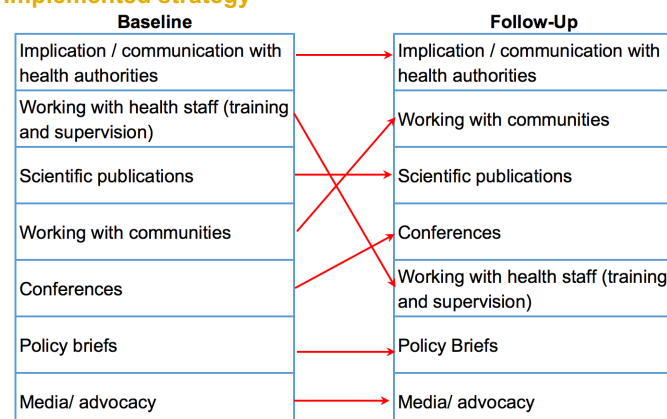 Implemented strategy
Baseline
Follow-Up
Implication / communication with
health authorities
Implication / communication with
health authorities
Working with health staff (training
and supervision)
Working with communities
Scientific publications
Scientific publications
Working with communities
Conferences
Conferences
Working with health staff (training
and supervision)
Policy briefs
Policy Briefs
Media/ advocacy
Media/ advocacy